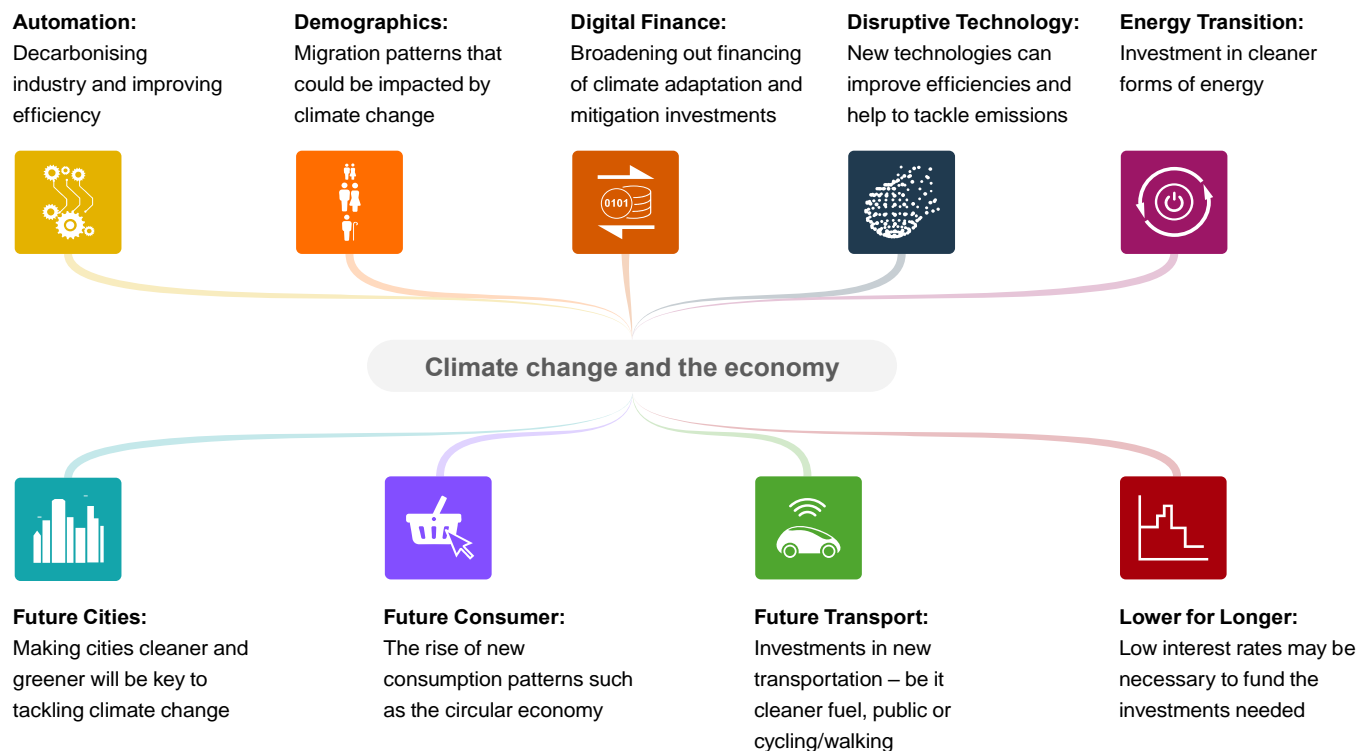 Automation:
Decarbonising
industry and improving
efficiency
Demographics:
Migration patterns that
could be impacted by
climate change
Digital Finance:
Broadening out financing
of climate adaptation and
mitigation investments
Disruptive Technology:
New technologies can
improve efficiencies and
help to tackle emissions
Energy Transition:
Investment in cleaner
forms of energy
0101
Climate change and the economy
Future Cities:
Making cities cleaner and
greener will be key to
tackling climate change
Future Consumer:
The rise of new
consumption patterns such
as the circular economy
Future Transport:
Investments in new
transportation – be it
cleaner fuel, public or
cycling/walking
Lower for Longer:
Low interest rates may be
necessary to fund the
investments needed